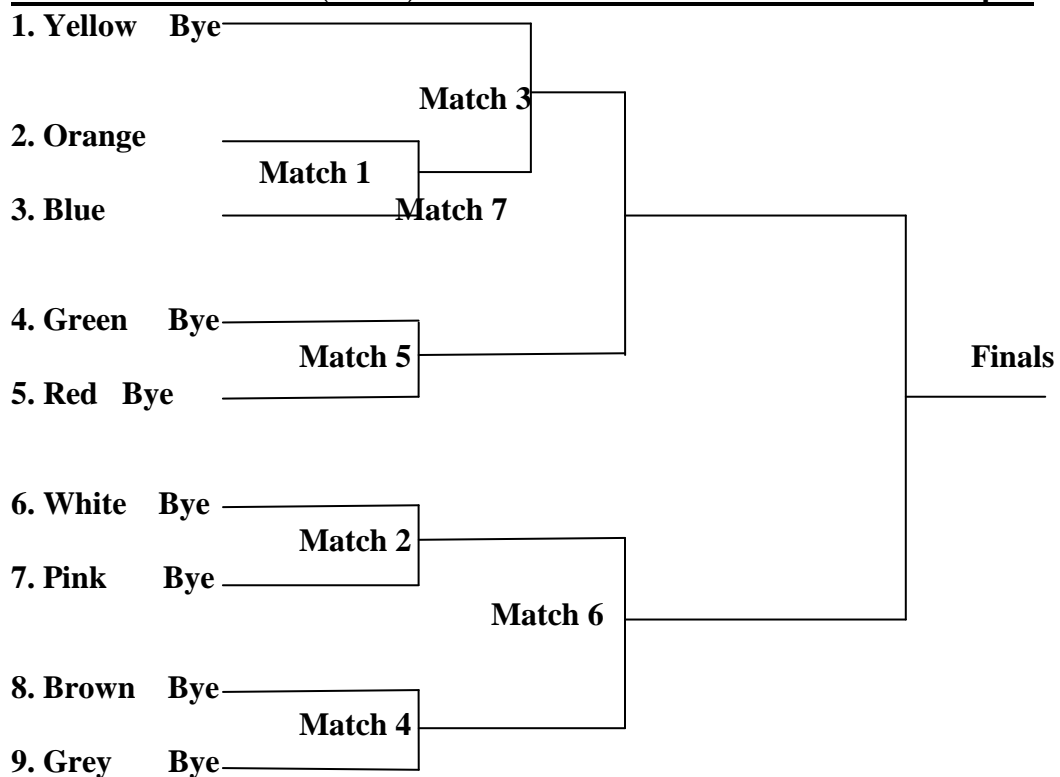 1. Yellow Bye
Match 3
2. Orange
Match 1
3. Blue
Match 7
4. Green Bye
Match 5
Finals
5. Red Bye
6. White Bye
Match 2
7. Pink Bye
Match 6
8. Brown Bye
Match 4
9. Grey Bye